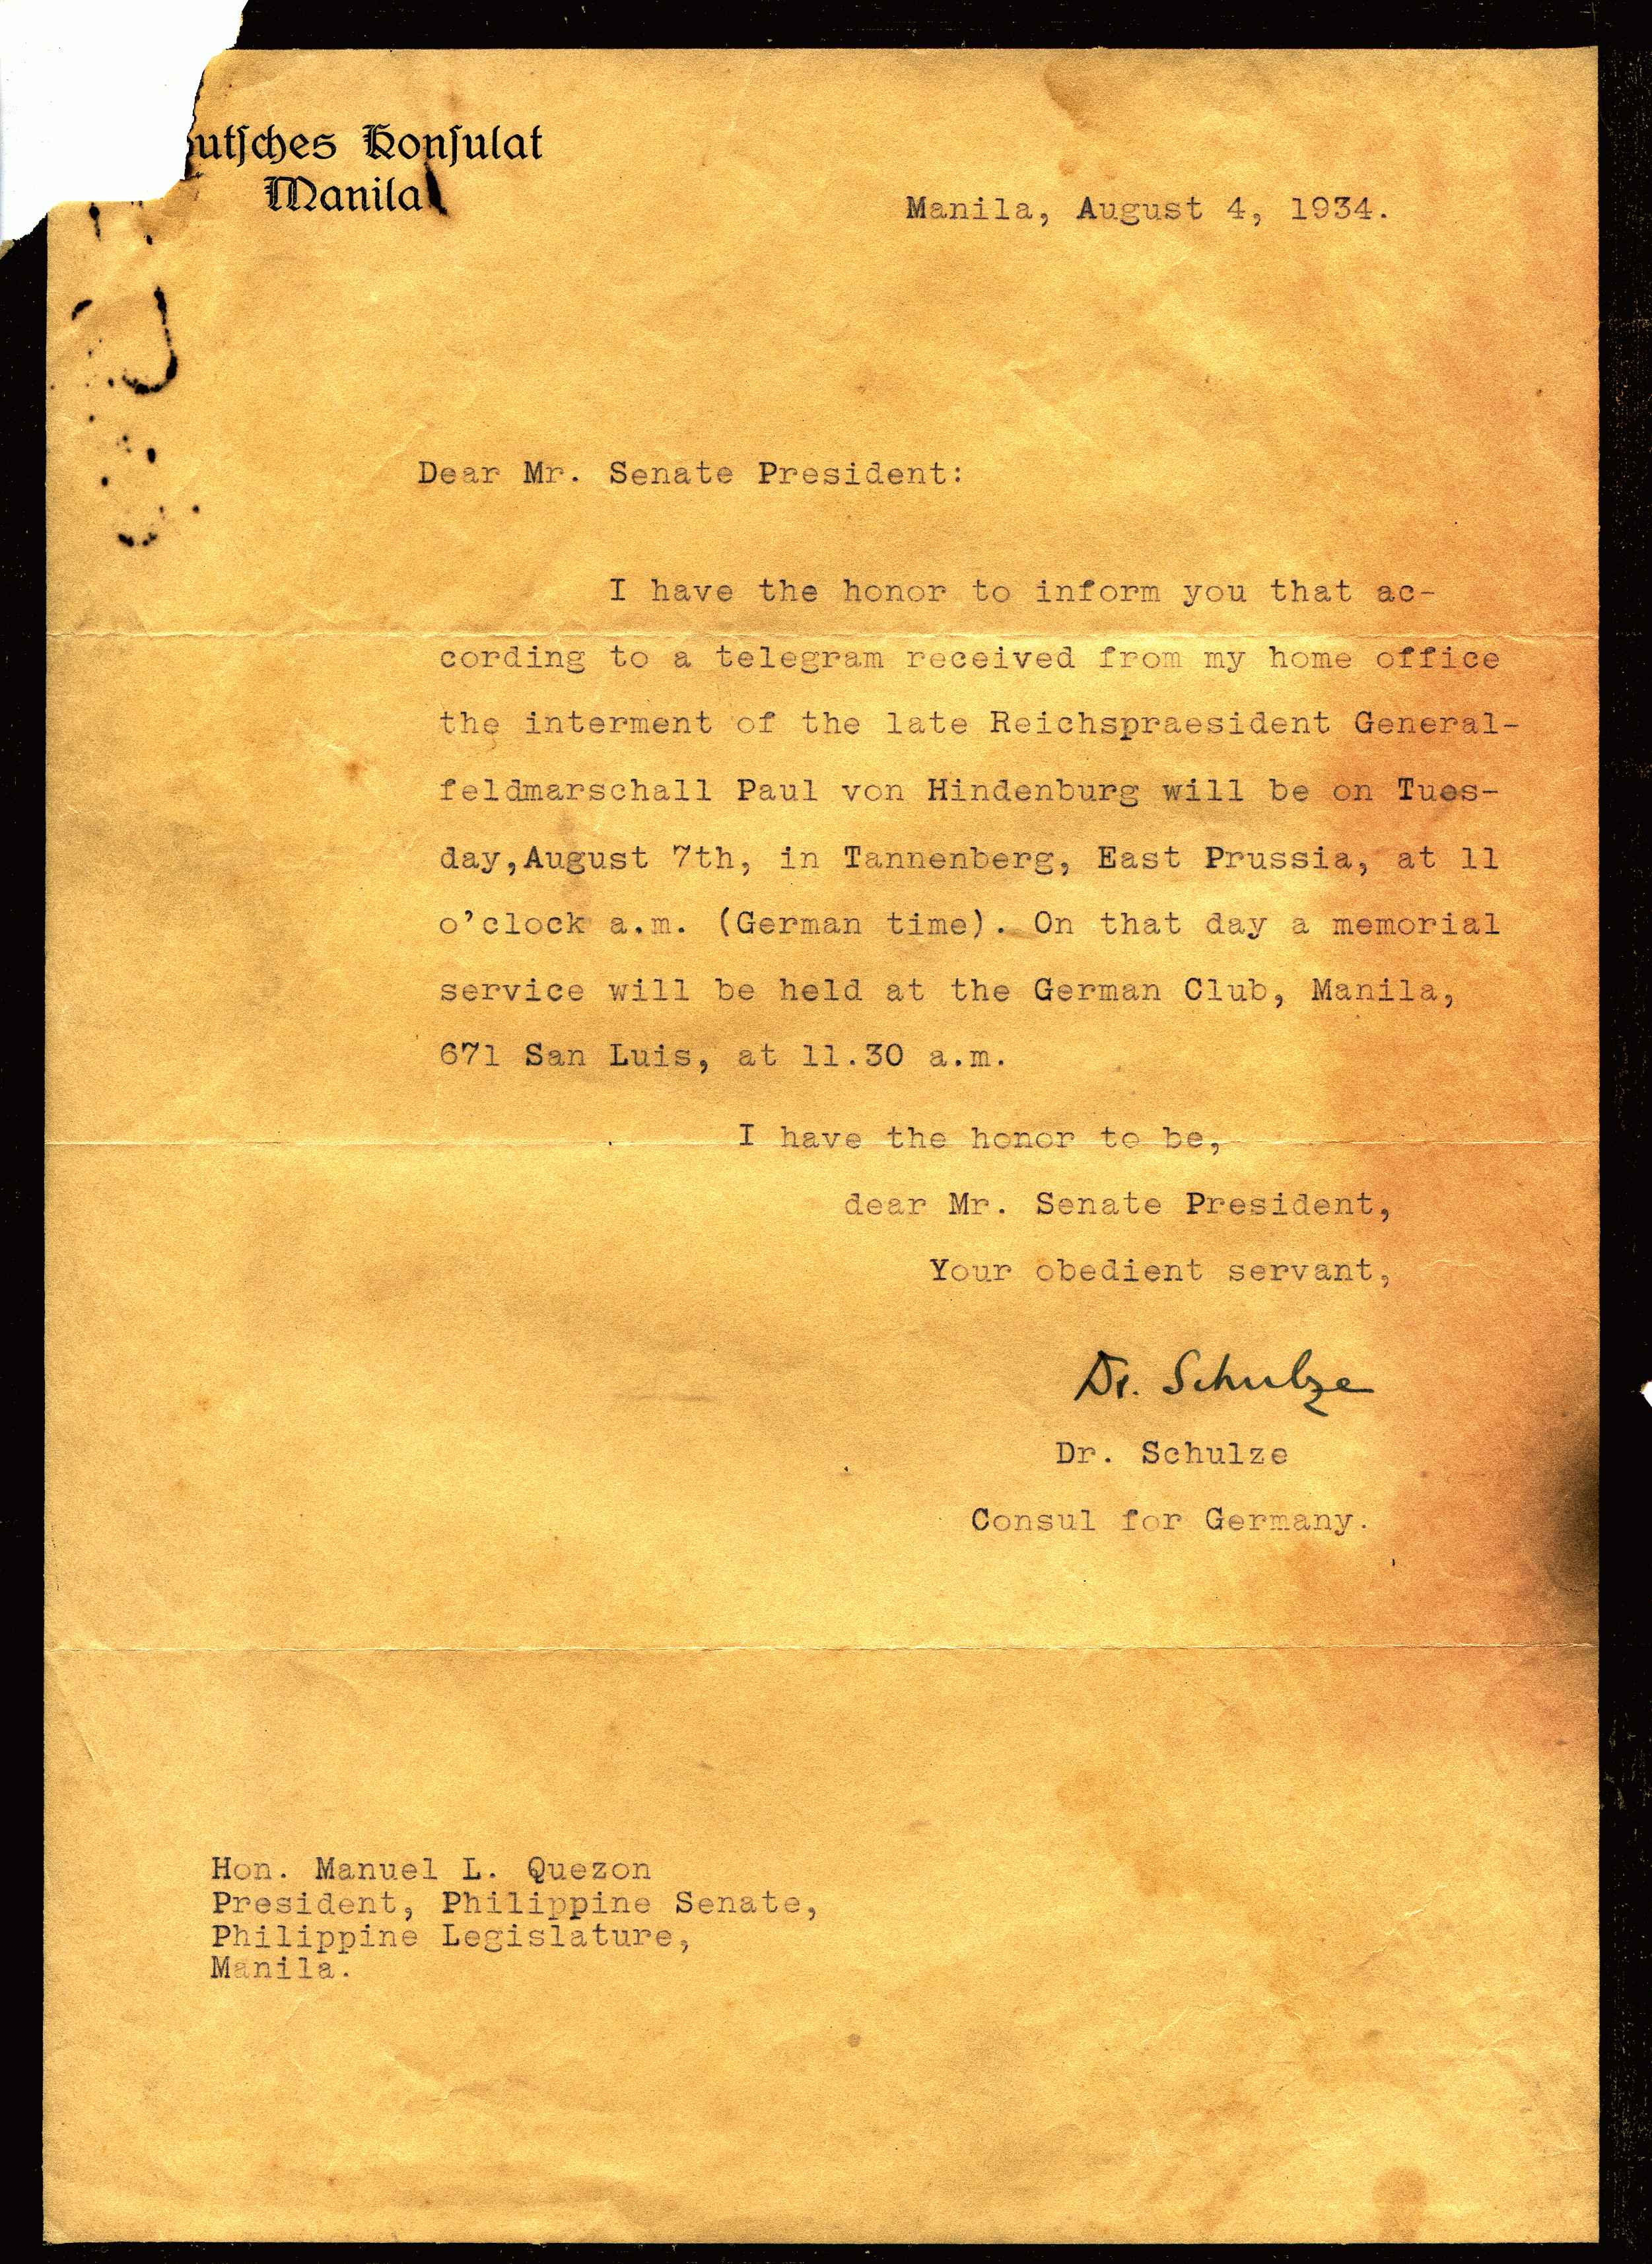 utsches Konsulat
Manila
Manila, August 4, 1934.
Dear Mr. Senate President:
I have the honor to inform you that ac-
cording to a telegram received from my home office
the interment of the late Reichspraesident General-
feldmarschall Paul von Hindenburg will be on Tues-
day,August 7th, in Tannenberg, East Prussia, at 11
o'clock a.m. (German time). On that day a memorial
service will be held at the German Club, Manila,
671 San Luis, at 11.30 a.m.
I have the honor to be,
dear Mr. Senate President,
Your obedient servant,
Dr. Schulze
Dr. Schulze
Consul for Germany.
Hon. Manuel L. Quezon
President, Philippine Senate,
Philippine Legislature,
Manila.